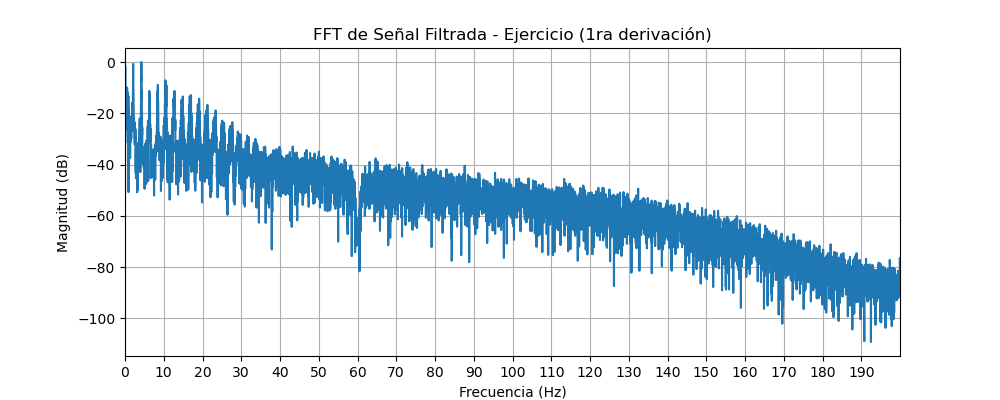 FFT de Señal Filtrada - Ejercicio (1ra derivación)
Magnitud (dB)
0
−20
−40
−60
−80
−100
0 10 20 30 40 50 60 70 80 90 100 110 120 130 140 150 160 170 180 190
Frecuencia (Hz)